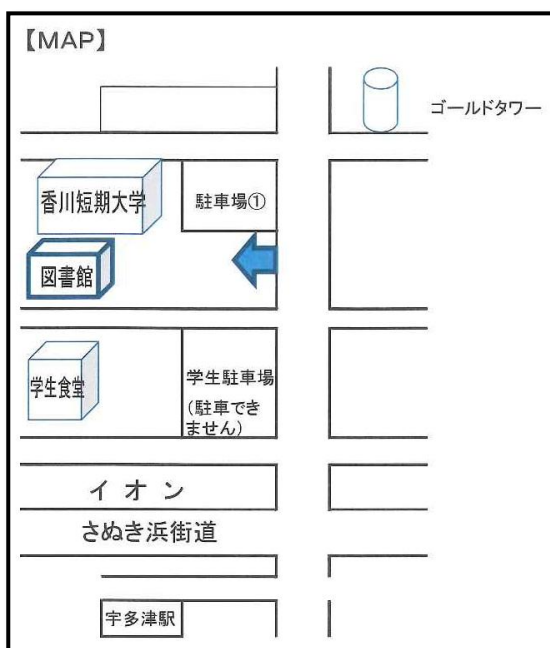 【MAP】
ゴールドタワー
香川短期大学
駐車場①
図書館
学生食堂
学生駐車場
(駐車でき
ません)
イオン
さぬき浜街道
宇多津駅